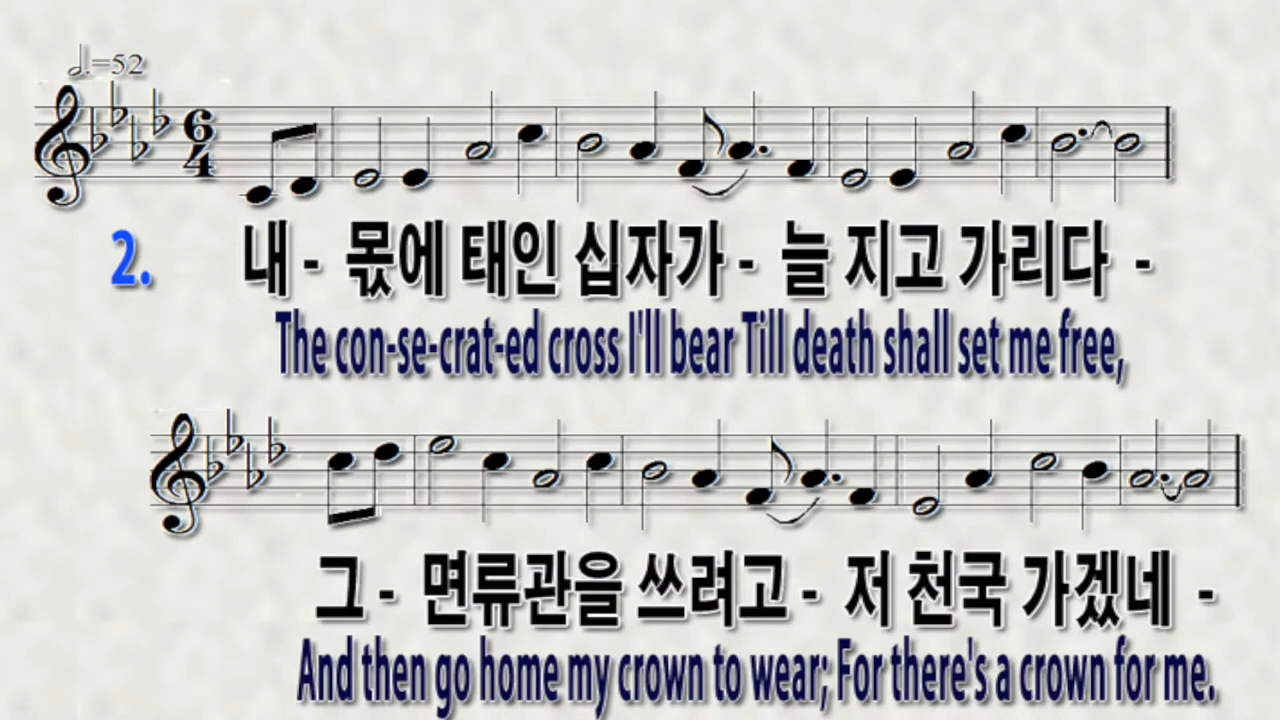 ♩.=52
6
4
2. 내 - 몫에 태인 십자가 - 늘 지고 가리다 -
The con-se-crat-ed cross I'll bear Till death shall set me free,
그 - 면류관을 쓰려고 - 저 천국 가겠네 -
And then go home my crown to wear; For there's a crown for me.